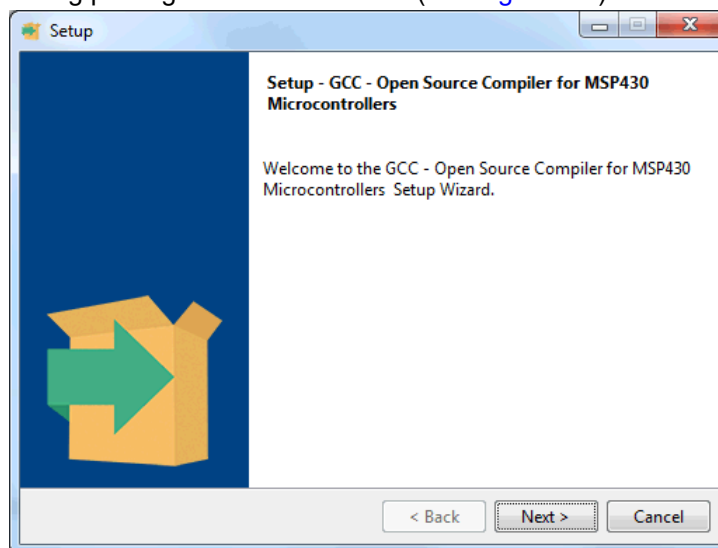 Setup
Setup - GCC - Open Source Compiler for MSP430
Microcontrollers
Welcome to the GCC - Open Source Compiler for MSP430
Microcontrollers Setup Wizard.
< Back
Next >
Cancel